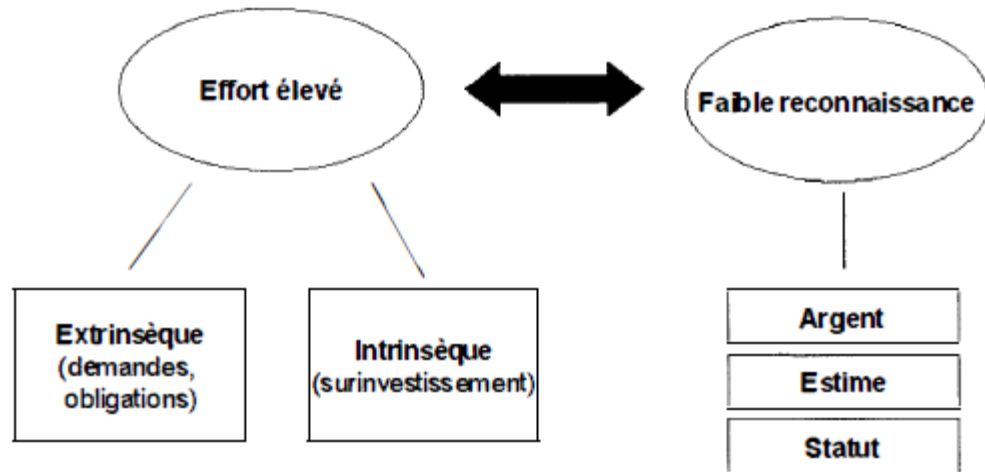 Effort élevé
Faible reconnaissance
Extrinsèque
(demandes,
obligations)
Intrinsèque
(surinvestissement)
Argent
Estime
Statut